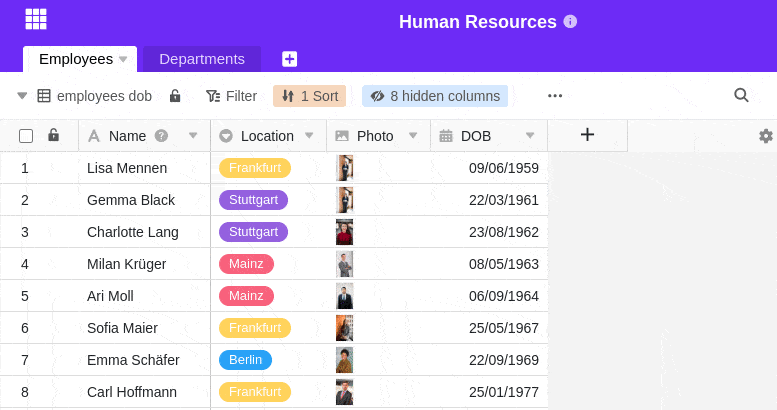 Human Resources
Employees Departments
employees dob Filter 1 Sort 8 hidden columns
Name Location Photo DOB
1 Lisa Mennen Frankfurt 09/06/1959
2 Gemma Black Stuttgart 22/03/1961
3 Charlotte Lang Stuttgart 23/08/1962
4 Milan Krüger Mainz 08/05/1963
5 Ari Moll Mainz 06/09/1964
6 Sofia Maier Frankfurt 25/05/1967
7 Emma Schäfer Berlin 22/09/1969
8 Carl Hoffmann Frankfurt 25/01/1977